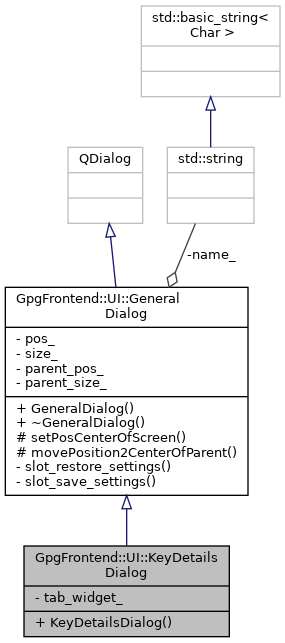 std::basic_string<
Char >
QDialog
std::string
-name_
GpgFrontend::UI::General
Dialog
- pos_
- size_
- parent_pos_
- parent_size_
+ GeneralDialog()
+ ~GeneralDialog()
# setPosCenterOfScreen()
# movePosition2CenterOfParent()
- slot_restore_settings()
- slot_save_settings()
GpgFrontend::UI::KeyDetails
Dialog
- tab_widget_
+ KeyDetailsDialog()